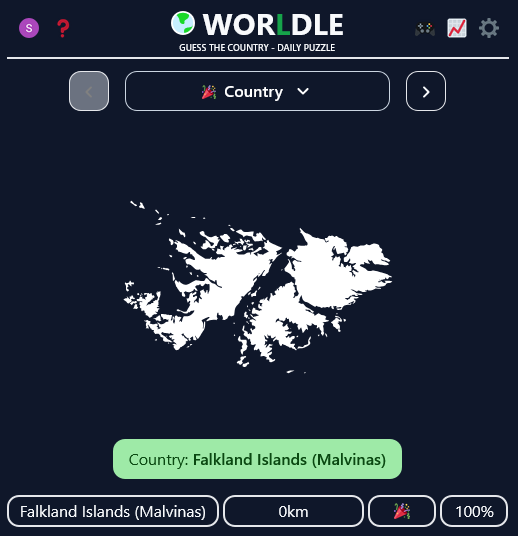 S
WORLDLE
GUESS THE COUNTRY - DAILY PUZZLE
Country
Country: Falkland Islands (Malvinas)
Falkland Islands (Malvinas) 0km 100%